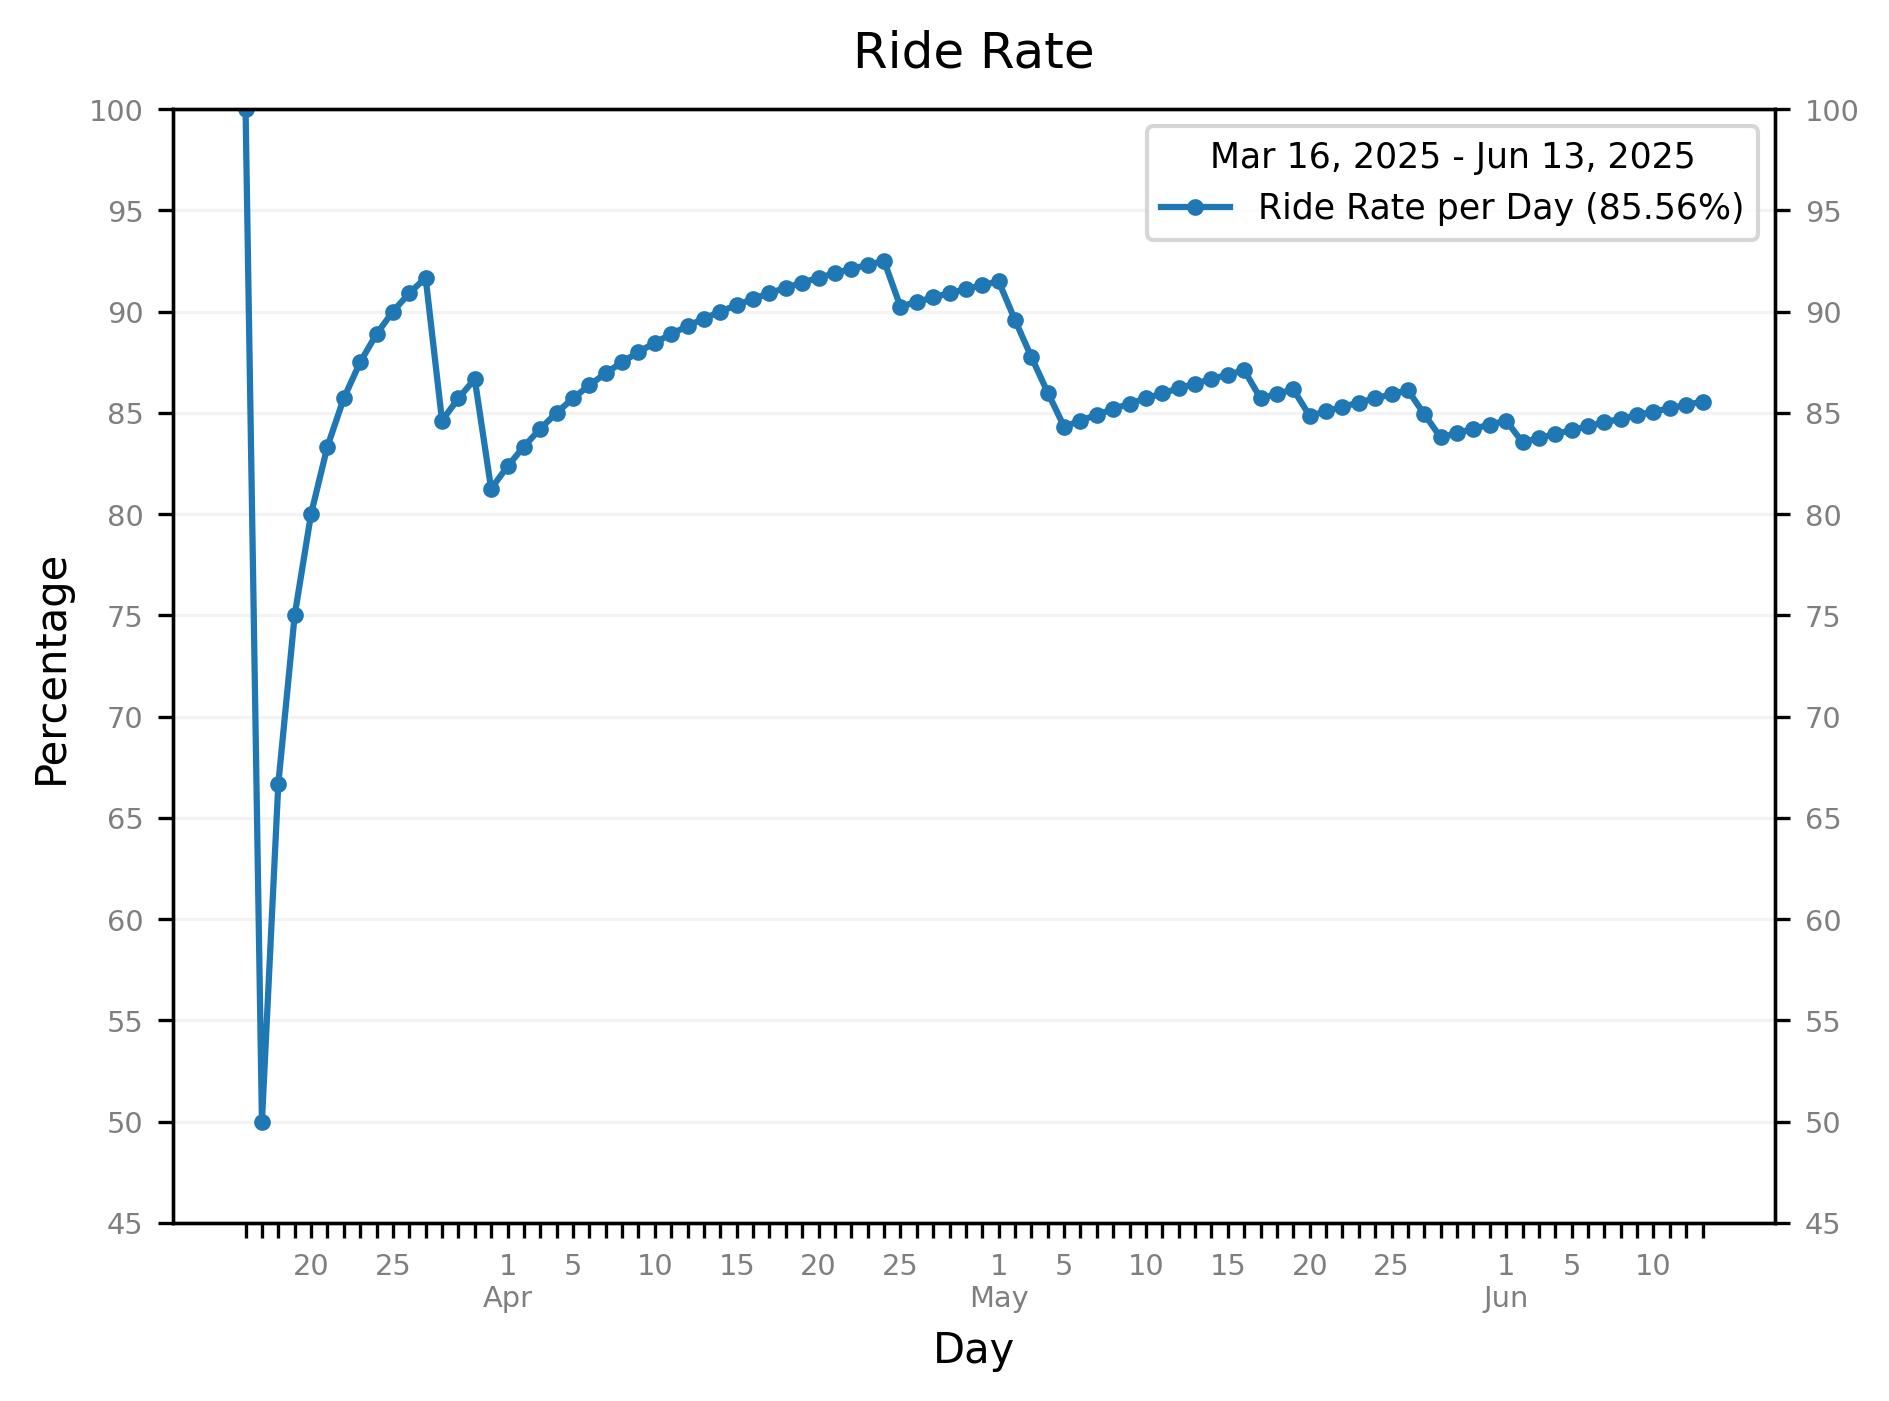 Ride Rate
Mar 16, 2025 - Jun 13, 2025
Ride Rate per Day (85.56%)
100 100
95 95
90 90
85 85
80 80
75 75
70 70
65 65
60 60
55 55
50 50
45 45
Percentage
20 25 1 5 10 15 20 25 1 5 10 15 20 25 1 5 10
Apr May Jun
Day